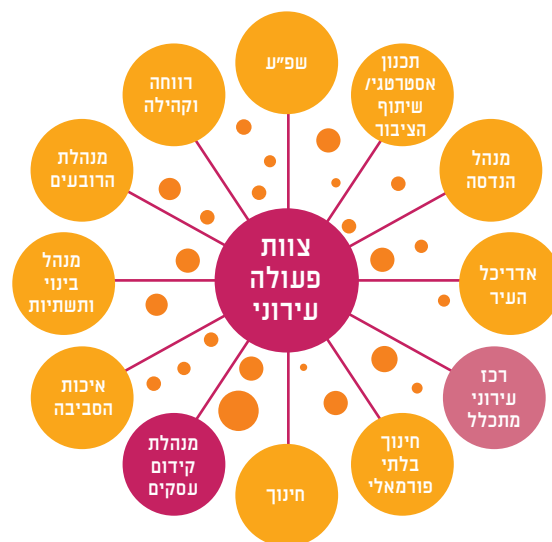 שפ״ע
תכנון
אסטרטגי/
שיתוף
הציבור
מנהל
הנדסה
אדריכל
העיר
רכז
עירוני
מתכלל
חינוך
בלתי
פורמאלי
חינוך
מנהלת
קידום
עסקים
איכות
הסביבה
מנהל
בינוי
ותשתיות
מנהלת
הרובעים
רווחה
וקהילה
צוות
פעולה
עירוני